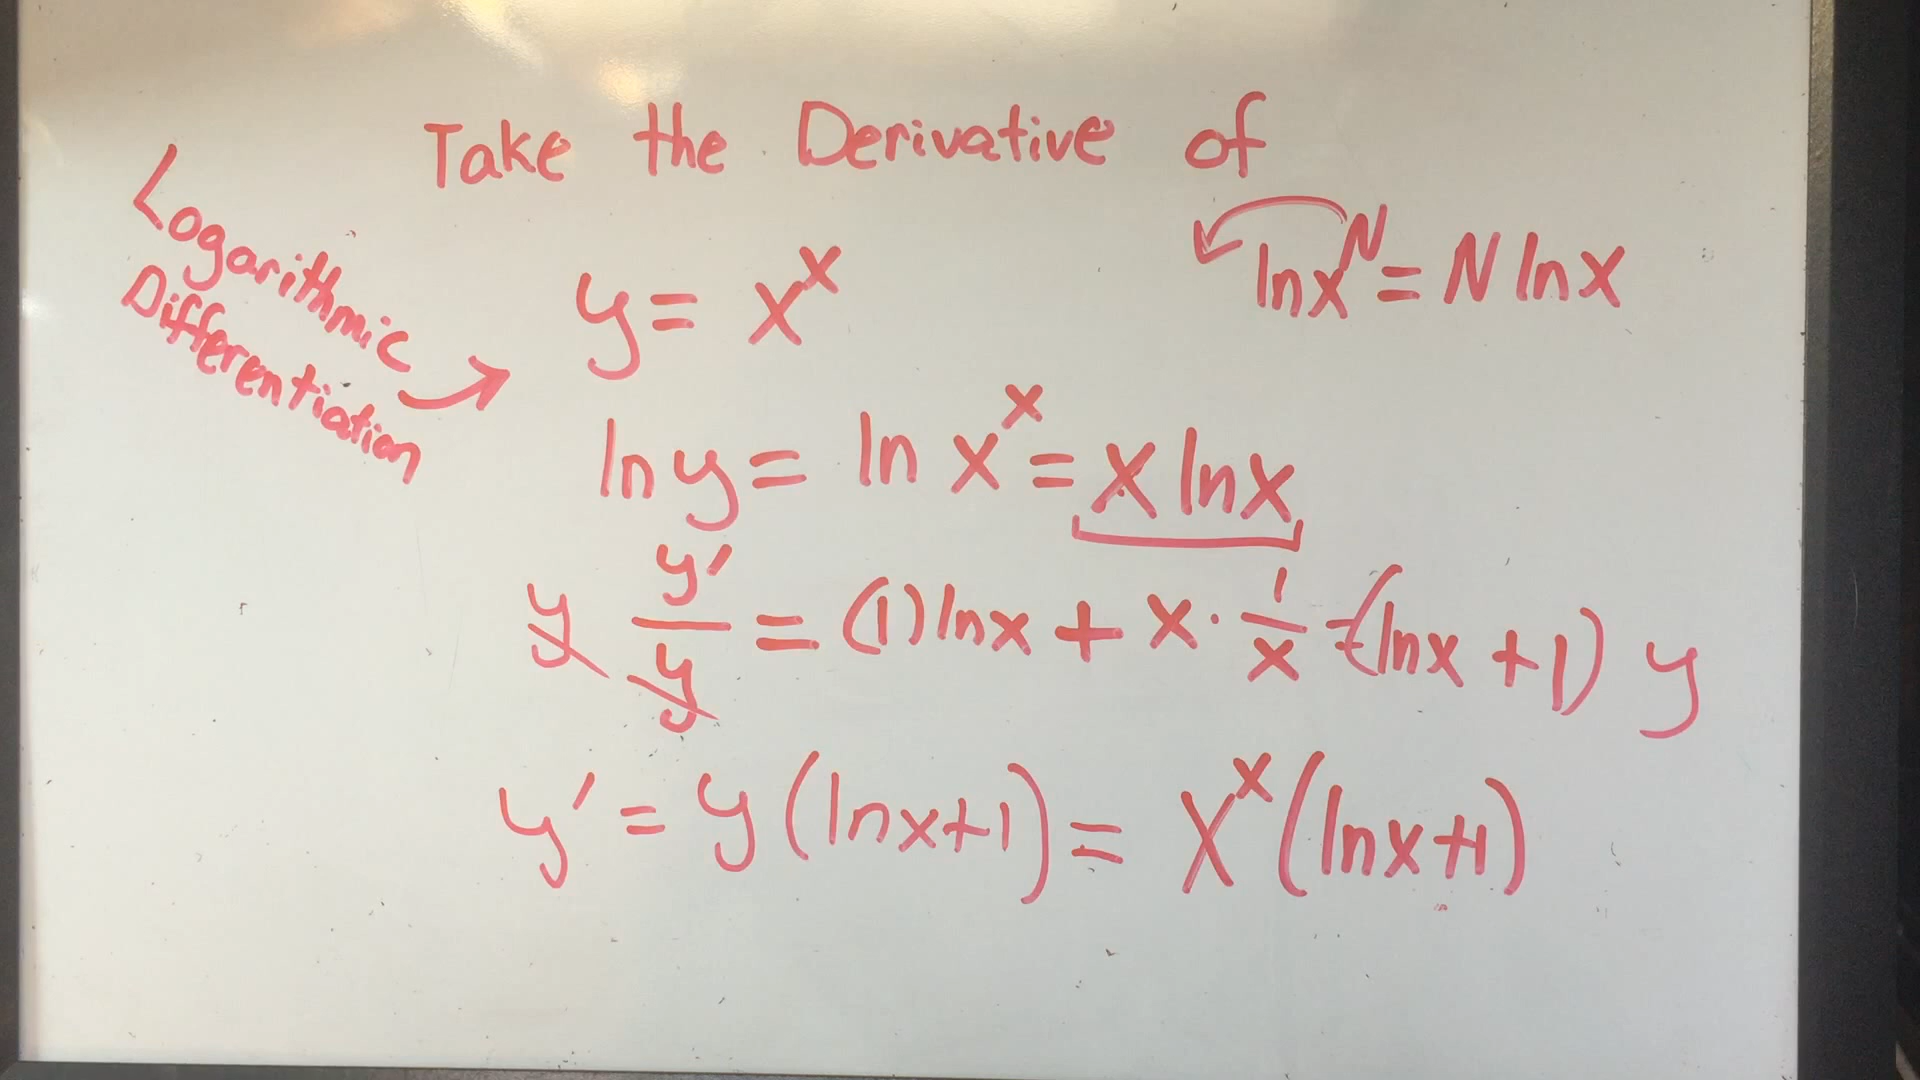 Take the Derivative of
Logarithmic
Differentiation →
ln x^N = N ln x
y = x^x
ln y = ln x^x = x ln x
y y'/y = (1) ln x + x · 1/x = (ln x + 1) y
y' = y (ln x + 1) = x^x (ln x + 1)